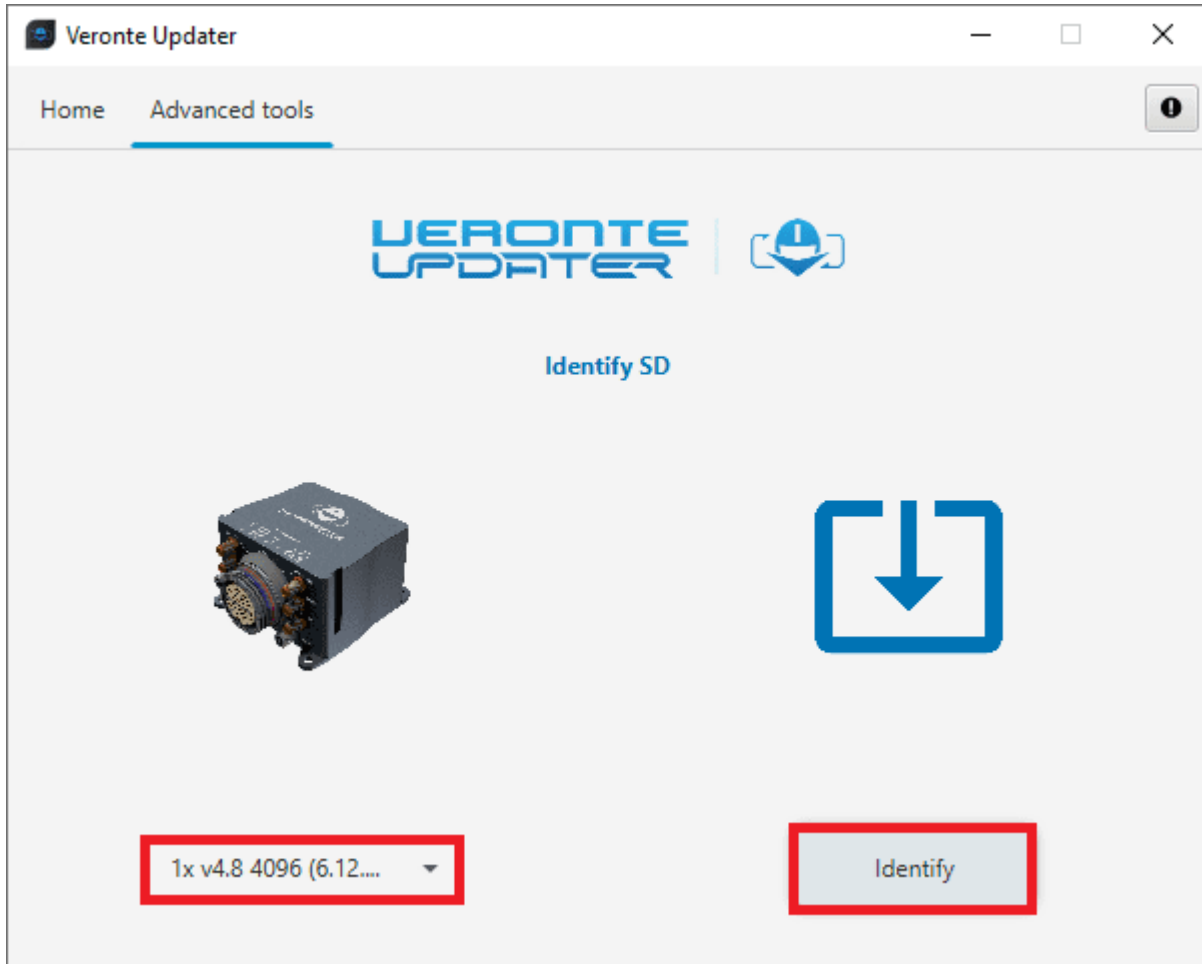 Veronte Updater
Home Advanced tools
VERONTE
UPDATER
Identify SD
1x v4.8 4096 (6.12....
Identify